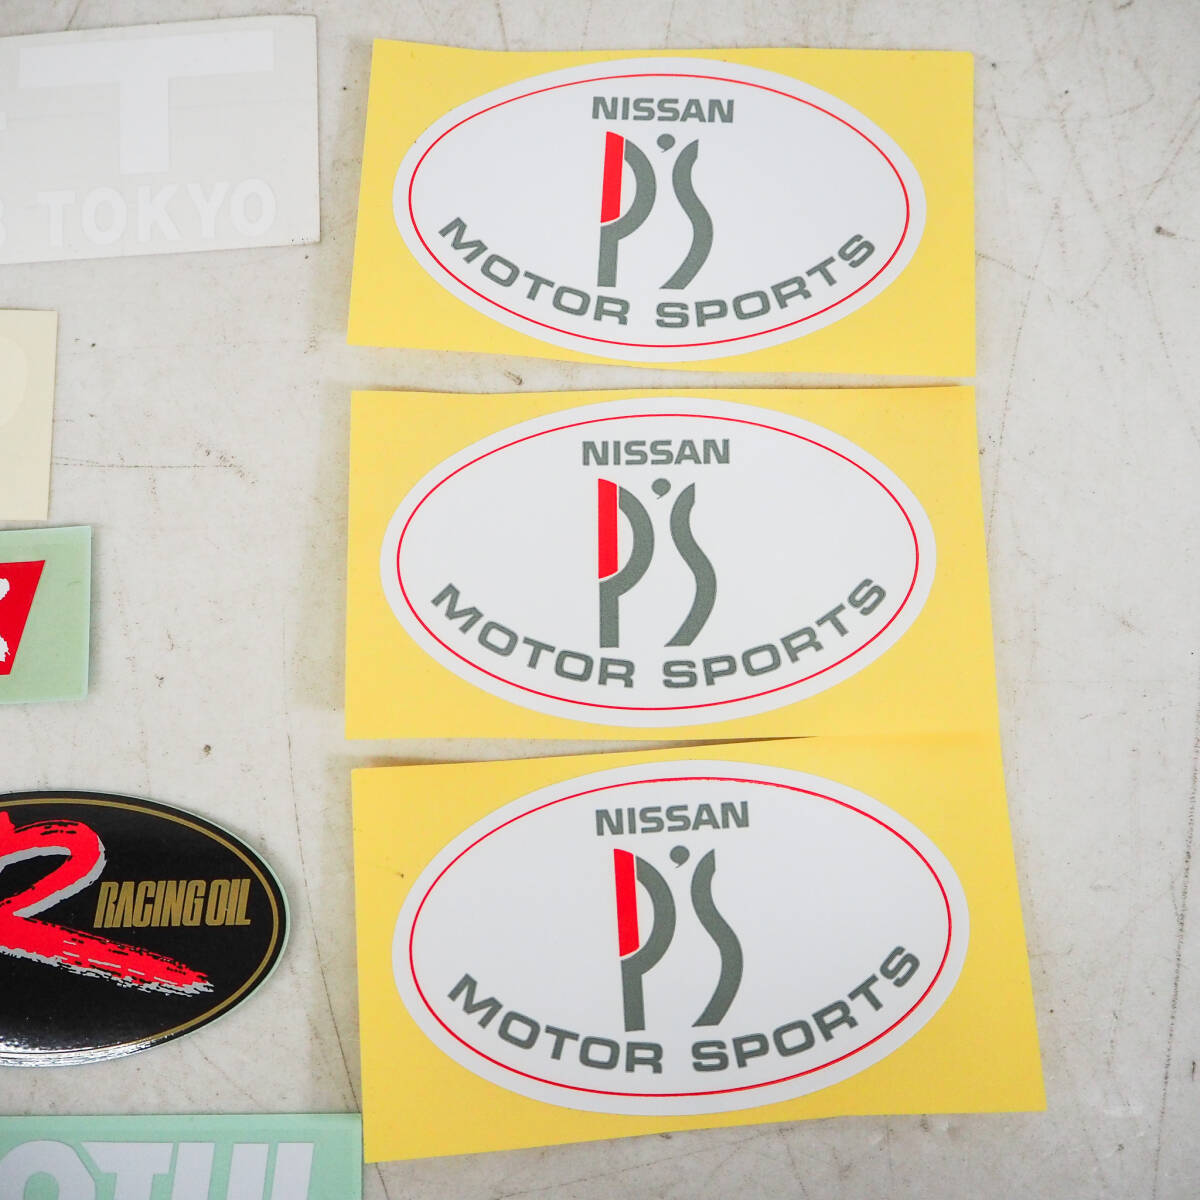 T
TOKYO
NISSAN
P'S
MOTOR SPORTS
NISSAN
P'S
MOTOR SPORTS
R
RACING OIL
NISSAN
P'S
MOTOR SPORTS